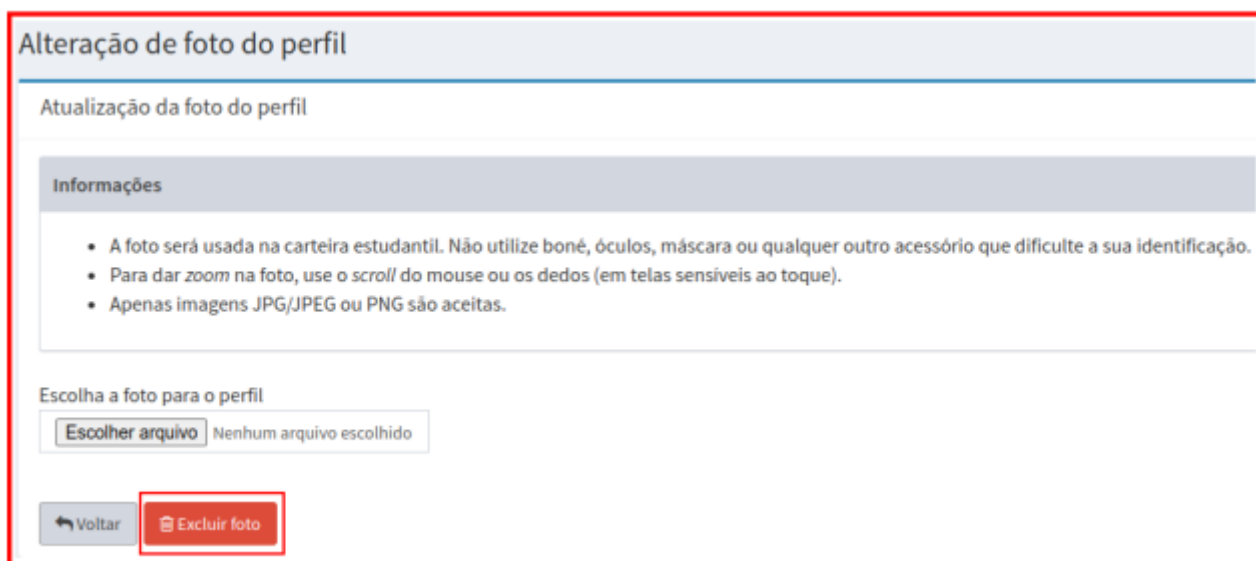 Alteração de foto do perfil
Atualização da foto do perfil
Informações
• A foto será usada na carteira estudantil. Não utilize boné, óculos, máscara ou qualquer outro acessório que dificulte a sua identificação.
• Para dar zoom na foto, use o scroll do mouse ou os dedos (em telas sensíveis ao toque).
• Apenas imagens JPG/JPEG ou PNG são aceitas.
Escolha a foto para o perfil
Escolher arquivo Nenhum arquivo escolhido
Voltar Excluir foto